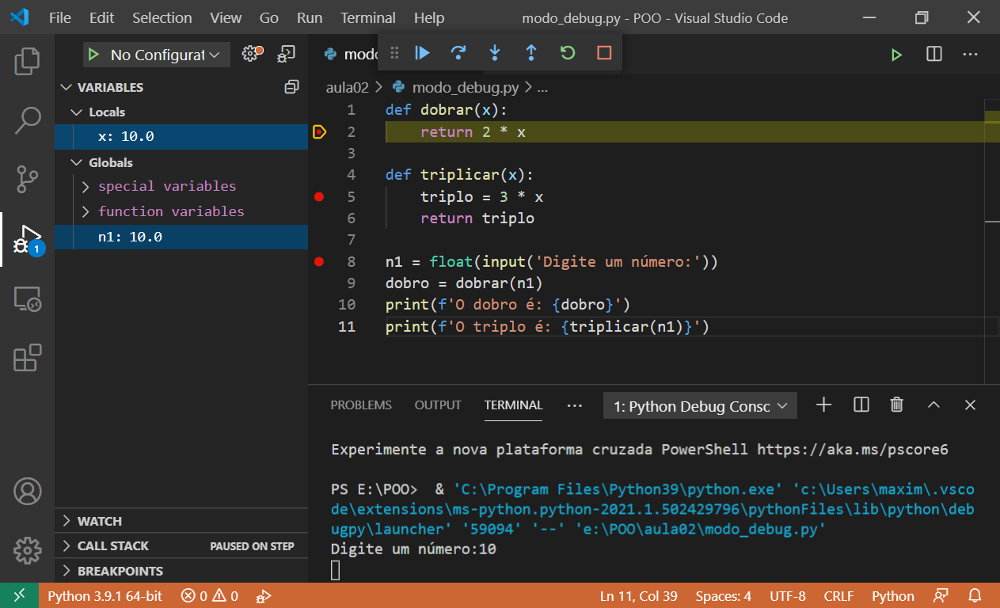 File Edit Selection View Go Run Terminal Help modo_debug.py - POO - Visual Studio Code
No Configurat
modo
VARIABLES
Locals
x: 10.0
Globals
special variables
function variables
n1: 10.0
WATCH
CALL STACK PAUSED ON STEP
BREAKPOINTS
1
aula02 > modo_debug.py > ...
1 def dobrar(x):
2     return 2 * x
3
4 def triplicar(x):
5     triplo = 3 * x
6     return triplo
7
8 n1 = float(input('Digite um número:'))
9 dobro = dobrar(n1)
10 print(f'O dobro é: {dobro}')
11 print(f'O triplo é: {triplicar(n1)}')
PROBLEMS OUTPUT TERMINAL ... 1: Python Debug Consc
Experimente a nova plataforma cruzada PowerShell https://aka.ms/pscore6
PS E:\POO>  & 'C:\Program Files\Python39\python.exe' 'c:\Users\maxim\.vsco
de\extensions\ms-python.python-2021.1.502429796\pythonFiles\lib\python\deb
ugpy\launcher' '59094' '--' 'e:\POO\aula02\modo_debug.py'
Digite um número:10
Python 3.9.1 64-bit 0 0 Ln 11, Col 39 Spaces: 4 UTF-8 CRLF Python